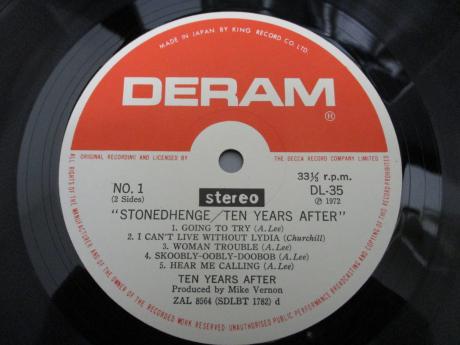 MADE IN JAPAN BY KING RECORD CO. LTD.
DERAM
®
ORIGINAL RECORDING AND LICENSED BY THE DECCA RECORD COMPANY LIMITED
NO. 1
(2 Sides)
stereo
33⅓ r.p.m.
DL-35
Ⓟ 1972
"STONEDHENGE/TEN YEARS AFTER"
1. GOING TO TRY (A.Lee)
2. I CAN'T LIVE WITHOUT LYDIA (Churchill)
3. WOMAN TROUBLE (A.Lee)
4. SKOOBLY-OOBLY-DOOBOB (A.Lee)
5. HEAR ME CALLING (A.Lee)
TEN YEARS AFTER
Produced by Mike Vernon
ZAL 8564 (SDLBT 1782) d
ALL RIGHTS OF THE MANUFACTURER AND OF THE OWNER OF THE RECORDED WORK RESERVED UNAUTHORISED PUBLIC PERFORMANCE BROADCASTING AND COPYING OF THIS RECORD PROHIBITED